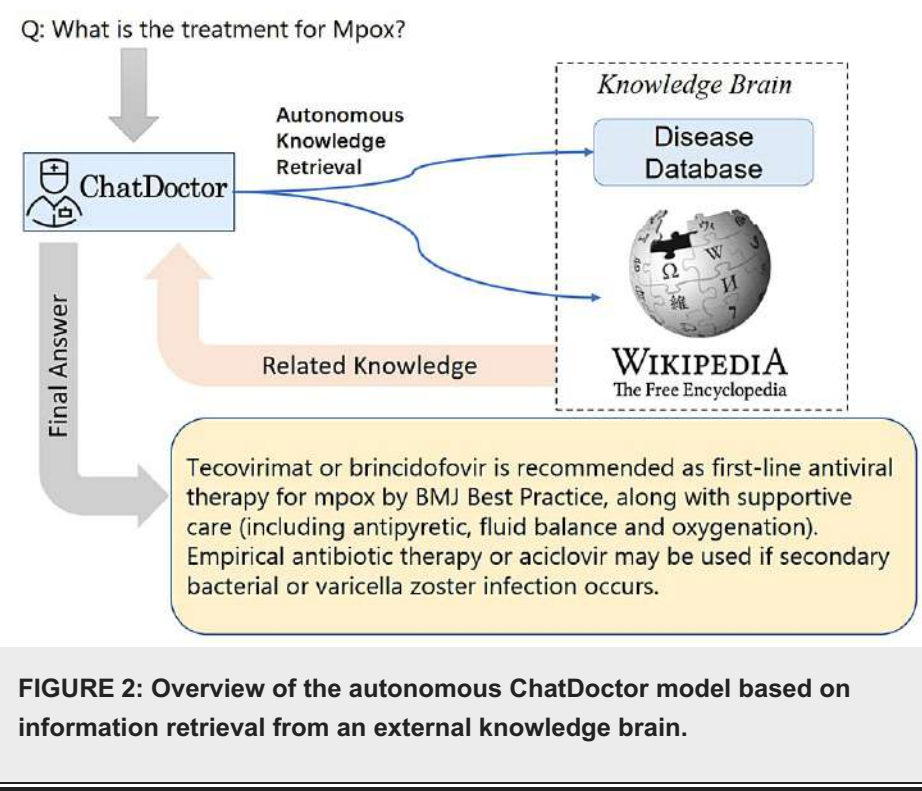 Q: What is the treatment for Mpox?
Autonomous
Knowledge
Retrieval
Knowledge Brain
Disease
Database
ChatDoctor
Ω
W
И
維
7
WIKIPEDIA
The Free Encyclopedia
Related Knowledge
Final Answer
Tecovirimat or brincidofovir is recommended as first-line antiviral
therapy for mpox by BMJ Best Practice, along with supportive
care (including antipyretic, fluid balance and oxygenation).
Empirical antibiotic therapy or aciclovir may be used if secondary
bacterial or varicella zoster infection occurs.
FIGURE 2: Overview of the autonomous ChatDoctor model based on
information retrieval from an external knowledge brain.